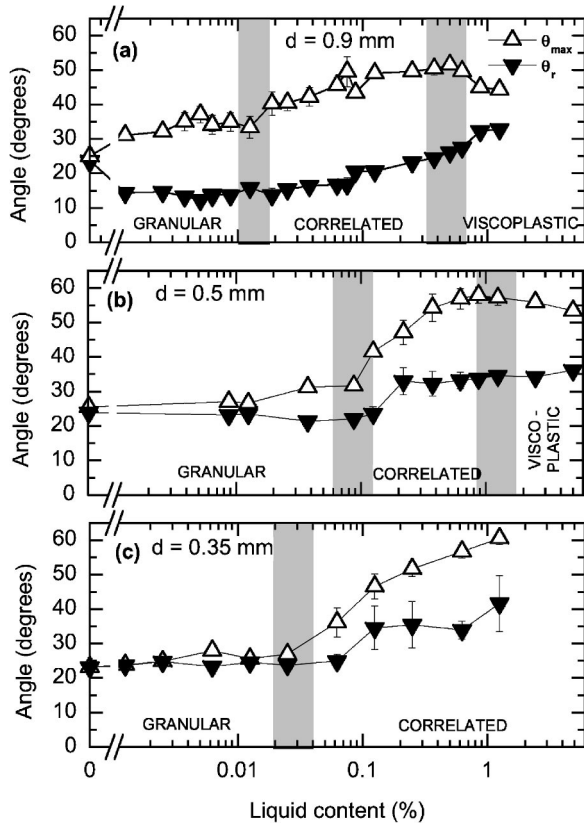 (a)
d = 0.9 mm
θmax
θr
60
50
40
30
20
10
0
Angle (degrees)
GRANULAR
CORRELATED
VISCOPLASTIC
(b)
d = 0.5 mm
60
50
40
30
20
10
0
Angle (degrees)
GRANULAR
CORRELATED
VISCO -
PLASTIC
(c)
d = 0.35 mm
60
50
40
30
20
10
0
Angle (degrees)
GRANULAR
CORRELATED
0
0.01
0.1
1
Liquid content (%)